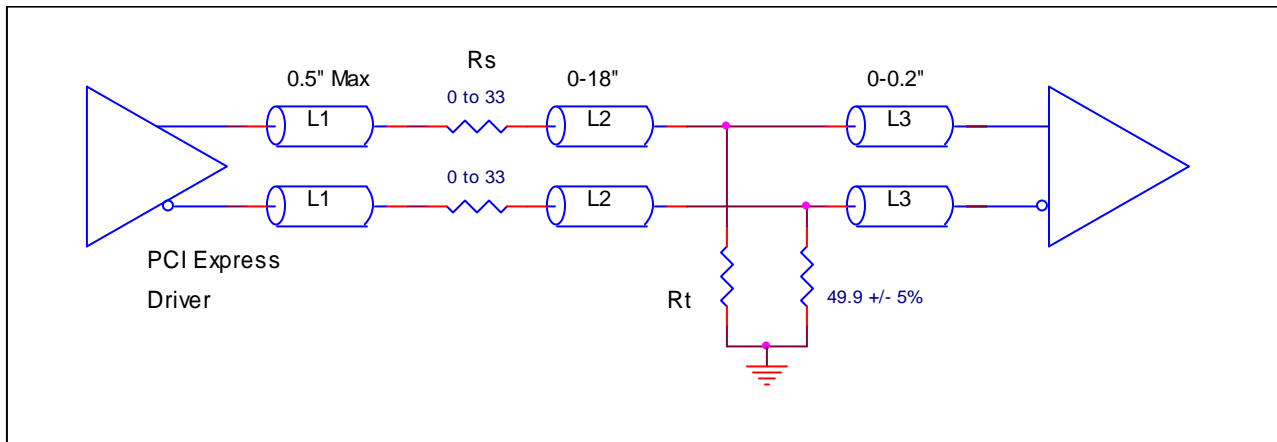 Rs
0.5" Max
0-18"
0-0.2"
0 to 33
L1
L2
L3
0 to 33
L1
L2
L3
PCI Express
Driver
Rt
49.9 +/- 5%